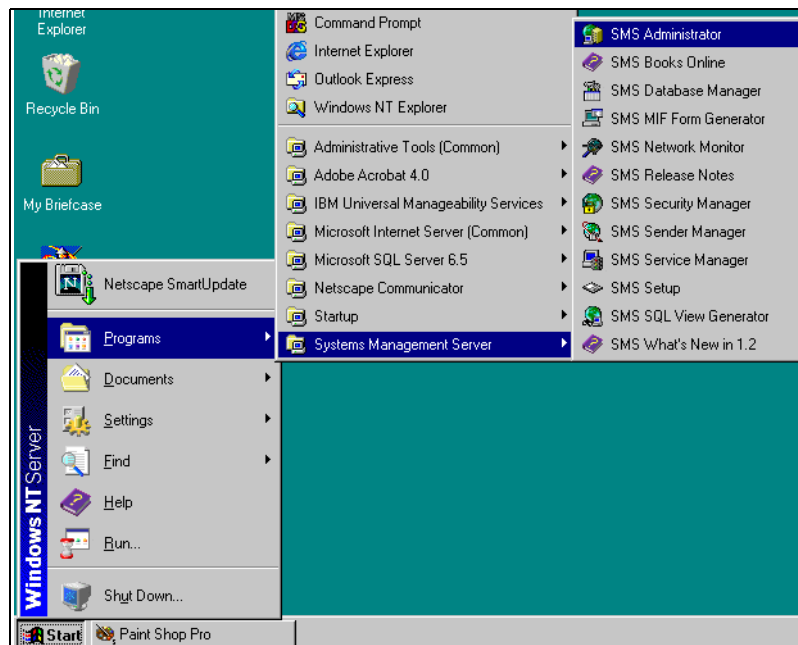 Internet
Explorer
Recycle Bin
My Briefcase
Netscape SmartUpdate
Programs
Documents
Settings
Find
Help
Run...
Shut Down...
Windows NT Server
Start
Paint Shop Pro
Command Prompt
Internet Explorer
Outlook Express
Windows NT Explorer
Administrative Tools (Common)
Adobe Acrobat 4.0
IBM Universal Manageability Services
Microsoft Internet Server (Common)
Microsoft SQL Server 6.5
Netscape Communicator
Startup
Systems Management Server
SMS Administrator
SMS Books Online
SMS Database Manager
SMS MIF Form Generator
SMS Network Monitor
SMS Release Notes
SMS Security Manager
SMS Sender Manager
SMS Service Manager
SMS Setup
SMS SQL View Generator
SMS What's New in 1.2